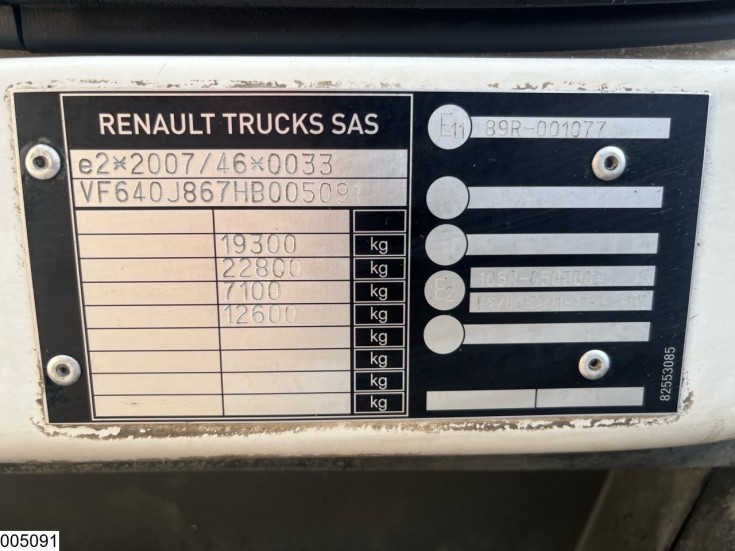 RENAULT TRUCKS SAS
e2*2007/46*0033
VF640J867HB005091
19300 kg
22800 kg
7100 kg
12600 kg
kg
kg
kg
kg
E11 89R-001077
E2
82553085
005091